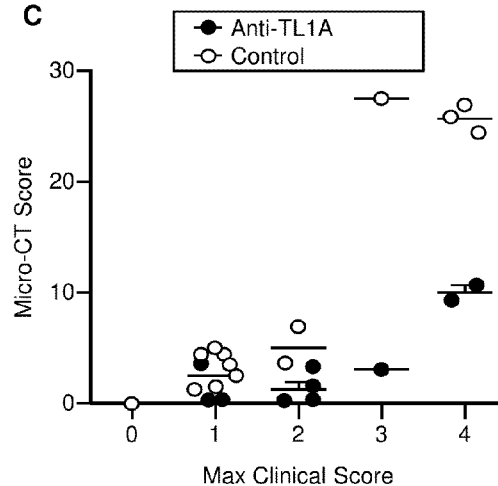 C
Anti-TL1A
Control
30
20
10
0
Micro-CT Score
0 1 2 3 4
Max Clinical Score